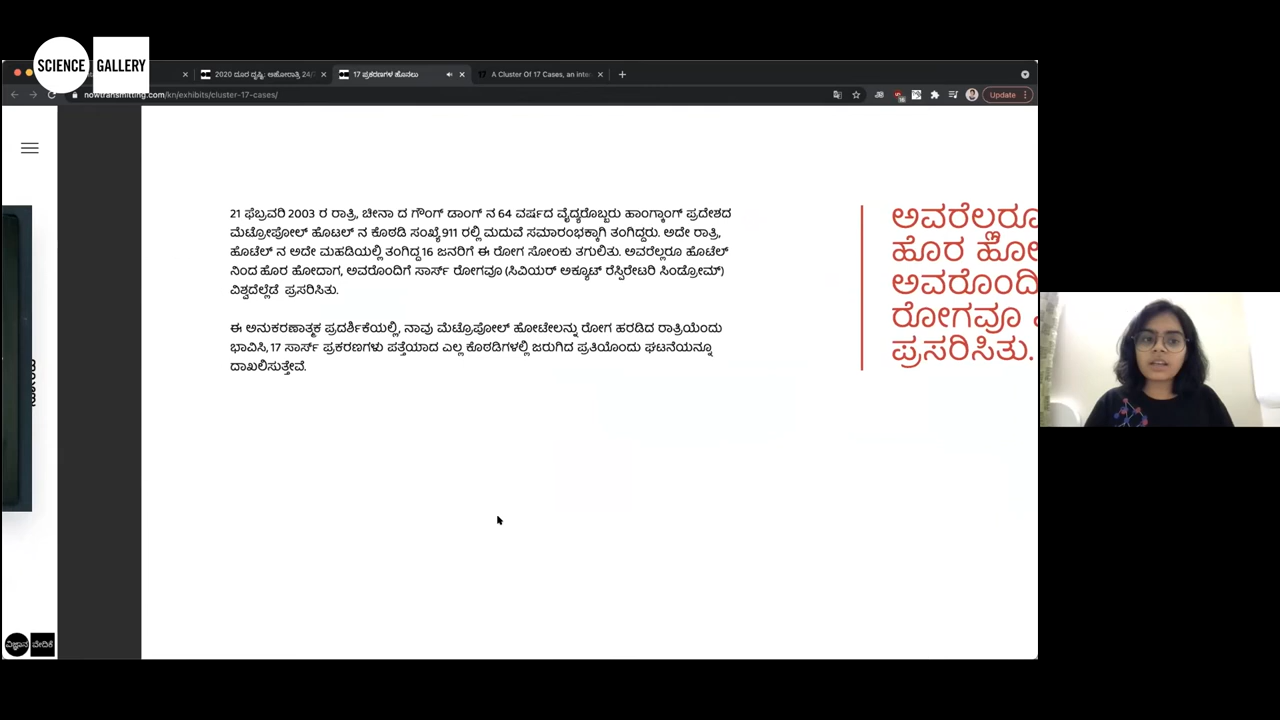 SCIENCE GALLERY
2020 ದೂರ ದೃಷ್ಟಿ: ಅಹೋರಾತ್ರಿ 24/
17 ಪ್ರಕರಣಗಳ ಹೊನಲು
A Cluster Of 17 Cases, an inte
nowtransmitting.com/kn/exhibits/cluster-17-cases/
Update
21 ಫೆಬ್ರವರಿ 2003 ರ ರಾತ್ರಿ, ಚೀನಾ ದ ಗೌಂಗ್ ಡಾಂಗ್ ನ 64 ವರ್ಷದ ವೈದ್ಯರೊಬ್ಬರು ಹಾಂಗ್ಕಾಂಗ್ ಪ್ರದೇಶದ
ಮೆಟ್ರೋಪೋಲ್ ಹೊಟಲ್ ನ ಕೊಠಡಿ ಸಂಖ್ಯೆ 911 ರಲ್ಲಿ ಮದುವೆ ಸಮಾರಂಭಕ್ಕಾಗಿ ತಂಗಿದ್ದರು. ಅದೇ ರಾತ್ರಿ,
ಹೊಟೆಲ್ ನ ಅದೇ ಮಹಡಿಯಲ್ಲಿ ತಂಗಿದ್ದ 16 ಜನರಿಗೆ ಈ ರೋಗ ಸೋಂಕು ತಗುಲಿತು. ಅವರೆಲ್ಲರೂ ಹೊಟೆಲ್
ನಿಂದ ಹೊರ ಹೋದಾಗ, ಅವರೊಂದಿಗೆ ಸಾರ್ಸ್ ರೋಗವೂ (ಸಿವಿಯರ್ ಅಕ್ಯೂಟ್ ರೆಸ್ಪಿರೇಟರಿ ಸಿಂಡ್ರೋಮ್)
ವಿಶ್ವದೆಲ್ಲೆಡೆ ಪ್ರಸರಿಸಿತು.
ಈ ಅನುಕರಣಾತ್ಮಕ ಪ್ರದರ್ಶಿಕೆಯಲ್ಲಿ, ನಾವು ಮೆಟ್ರೊಪೋಲ್ ಹೋಟೇಲನ್ನು ರೋಗ ಹರಡಿದ ರಾತ್ರಿಯೆಂದು
ಭಾವಿಸಿ, 17 ಸಾರ್ಸ್ ಪ್ರಕರಣಗಳು ಪತ್ತೆಯಾದ ಎಲ್ಲ ಕೊಠಡಿಗಳಲ್ಲಿ ಜರುಗಿದ ಪ್ರತಿಯೊಂದು ಘಟನೆಯನ್ನೂ
ದಾಖಲಿಸುತ್ತೇವೆ.
ಅವರೆಲ್ಲರೂ
ಹೊರ ಹೋ
ಅವರೊಂದಿ
ರೋಗವೂ
ಪ್ರಸರಿಸಿತು.
ವಿಜ್ಞಾನ ವೇದಿಕೆ